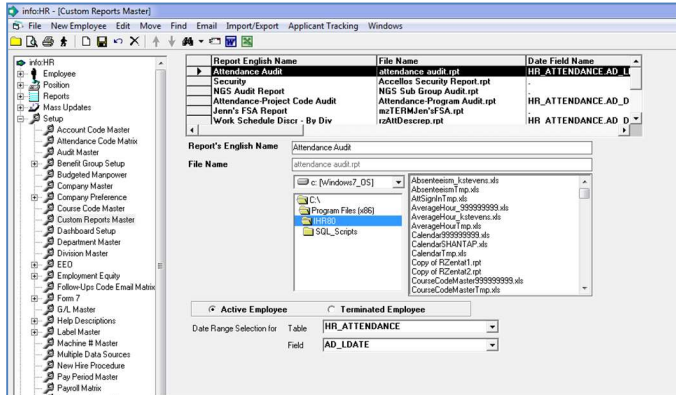 info:HR - [Custom Reports Master]
File New Employee Edit Move Find Email Import/Export Applicant Tracking Windows
info:HR
Employee
Position
Reports
Mass Updates
Setup
Account Code Master
Attendance Code Matrix
Audit Master
Benefit Group Setup
Budgeted Manpower
Company Master
Company Preference
Course Code Master
Custom Reports Master
Dashboard Setup
Department Master
Division Master
EEO
Employment Equity
Follow-Ups Code Email Matrix
Form 7
G/L Master
Help Descriptions
Label Master
Machine # Master
Multiple Data Sources
New Hire Procedure
Pay Period Master
Payroll Matrix
Report English Name File Name Date Field Name
Attendance Audit attendance audit.rpt HR_ATTENDANCE.AD_LI
Security Accellos Security Report.rpt .
NGS Audit Report NGS Sub Group Audit.rpt .
Attendance-Project Code Audit Attendance-Program Audit.rpt HR_ATTENDANCE.AD_D
Jenn's FSA Report mzTERMJen'sFSA.rpt .
Work Schedule Discr - By Div rzAttDescrep.rpt HR_ATTENDANCE.AD_D
Report's English Name Attendance Audit
File Name attendance audit.rpt
c: [Windows7_OS]
C:\
Program Files (x86)
IHR80
SQL_Scripts
Absenteeism_kstevens.xls
AbsenteeismTmp.xls
AttSignInTmp.xls
AverageHour_999999999.xls
AverageHour_kstevens.xls
AverageHourTmp.xls
Calendar999999999.xls
CalendarSHANTAP.xls
CalendarTmp.xls
Copy of RZentat1.rpt
Copy of RZentat2.rpt
CourseCodeMaster999999999.xls
CourseCodeMasterTmp.xls
Active Employee Terminated Employee
Date Range Selection for Table HR_ATTENDANCE
Field AD_LDATE